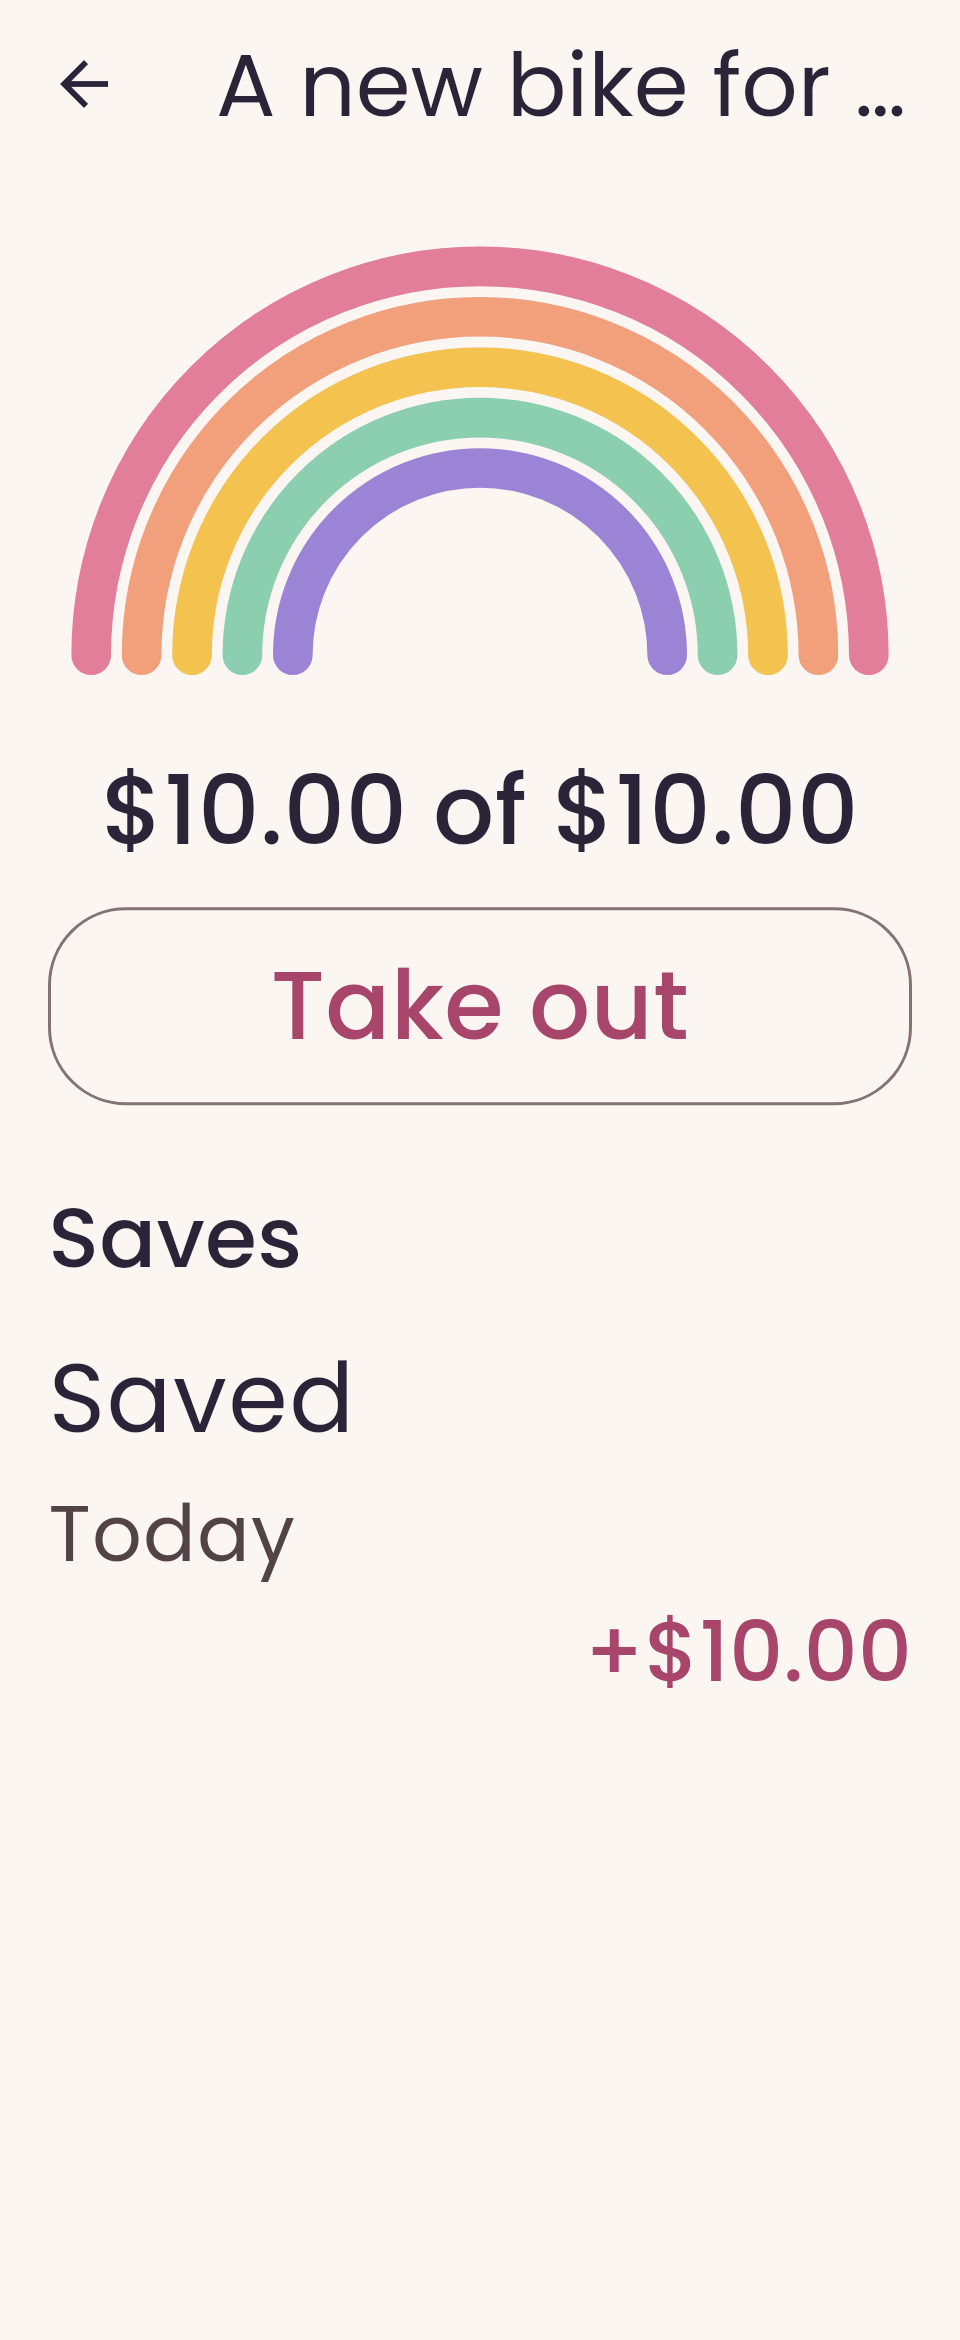 A new bike for ...
$10.00 of $10.00
Take out
Saves
Saved
Today
+$10.00